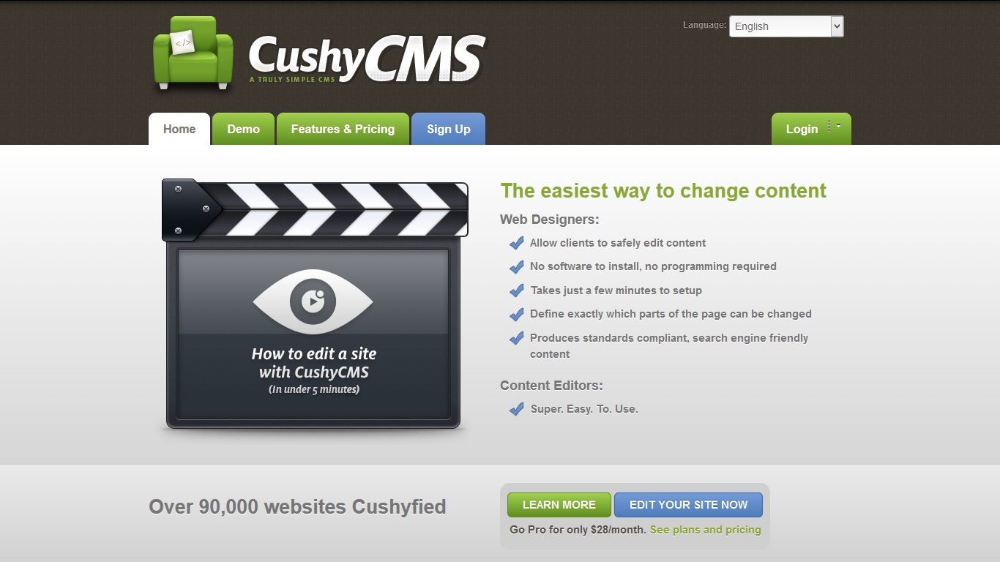 Language: English
</>
CushyCMS
A TRULY SIMPLE CMS
Home Demo Features & Pricing Sign Up Login
The easiest way to change content
Web Designers:
Allow clients to safely edit content
No software to install, no programming required
Takes just a few minutes to setup
Define exactly which parts of the page can be changed
Produces standards compliant, search engine friendly
content
How to edit a site
with CushyCMS
(In under 5 minutes)
Content Editors:
Super. Easy. To. Use.
Over 90,000 websites Cushyfied
LEARN MORE EDIT YOUR SITE NOW
Go Pro for only $28/month. See plans and pricing